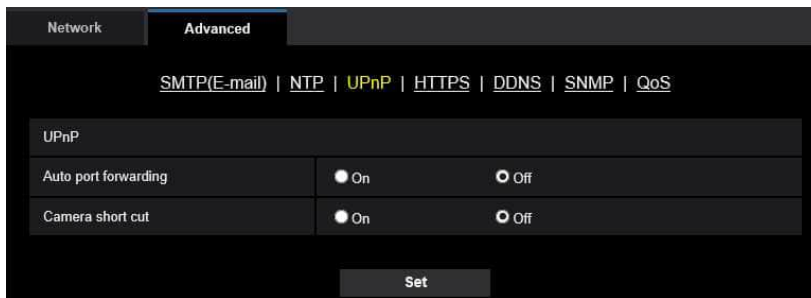 Network Advanced
SMTP(E-mail) | NTP | UPnP | HTTPS | DDNS | SNMP | QoS
UPnP
Auto port forwarding On Off
Camera short cut On Off
Set